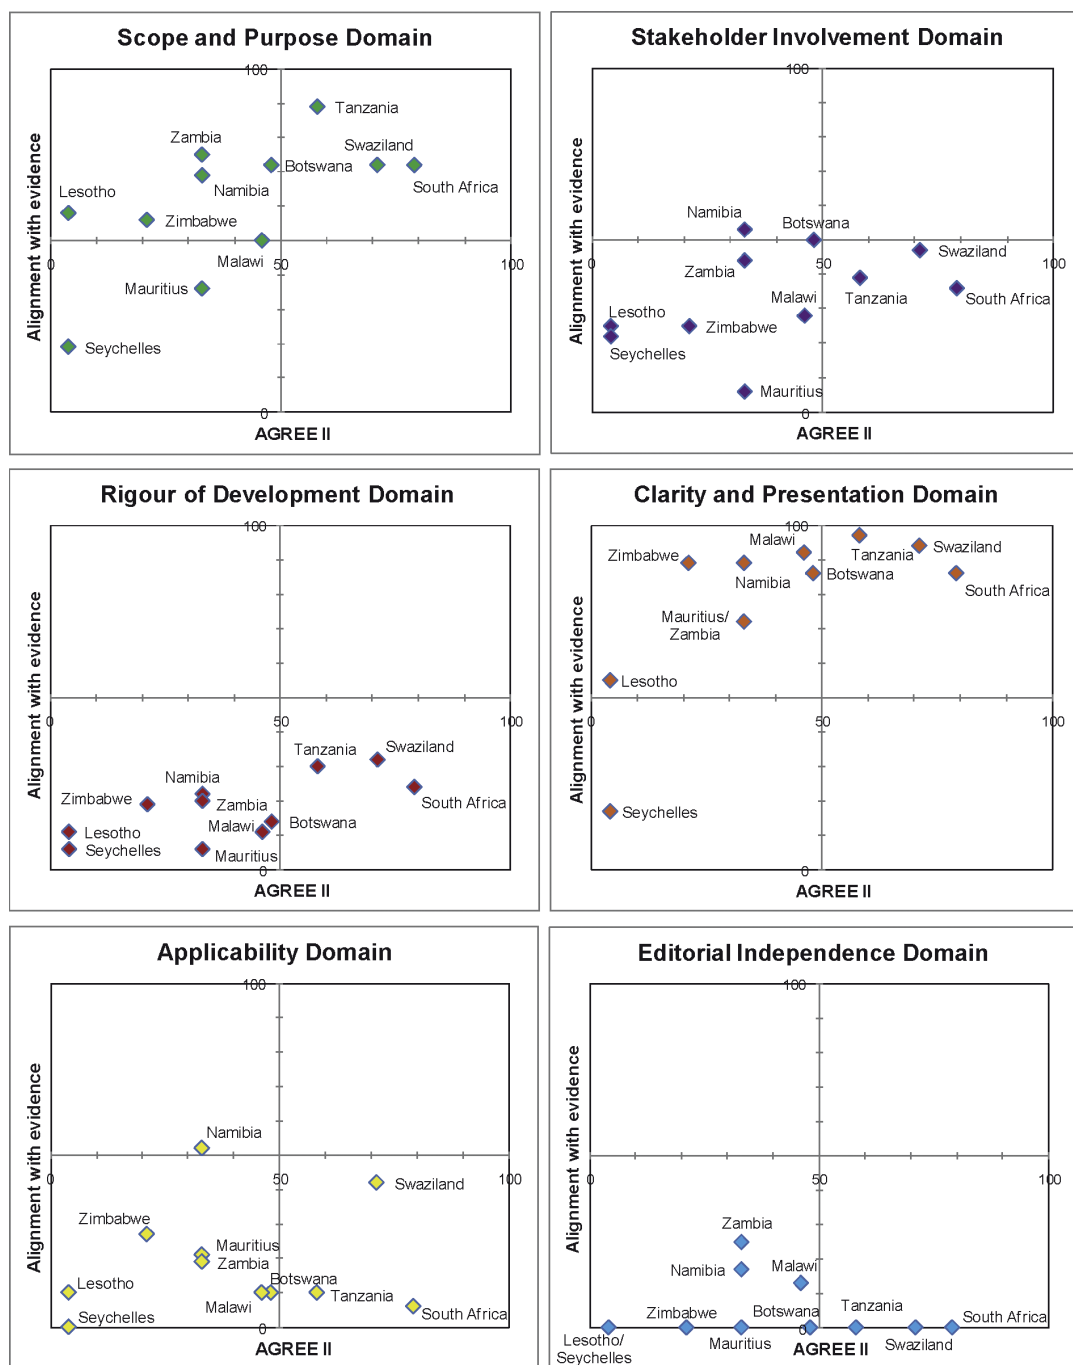 Scope and Purpose Domain
100
Tanzania
Zambia
Swaziland
Botswana
Namibia
South Africa
Lesotho
Zimbabwe
Malawi
0
50
100
Mauritius
Seychelles
0
Alignment with evidence
AGREE II
Stakeholder Involvement Domain
100
Namibia
Botswana
Swaziland
0
50
100
Zambia
Malawi
Tanzania
South Africa
Lesotho
Zimbabwe
Seychelles
Mauritius
0
Alignment with evidence
AGREE II
Rigour of Development Domain
100
0
50
100
Tanzania
Swaziland
Namibia
Zimbabwe
Zambia
South Africa
Malawi
Botswana
Lesotho
Seychelles
Mauritius
0
Alignment with evidence
AGREE II
Clarity and Presentation Domain
100
Malawi
Zimbabwe
Tanzania
Swaziland
Namibia
Botswana
South Africa
Mauritius/
Zambia
Lesotho
0
50
100
Seychelles
0
Alignment with evidence
AGREE II
Applicability Domain
100
Namibia
0
50
100
Swaziland
Zimbabwe
Mauritius
Zambia
Lesotho
Botswana
Malawi
Tanzania
Seychelles
South Africa
0
Alignment with evidence
AGREE II
Editorial Independence Domain
100
0
50
100
Zambia
Namibia
Malawi
Zimbabwe
Botswana
Tanzania
South Africa
0
Lesotho/
Seychelles
Mauritius
Swaziland
Alignment with evidence
AGREE II